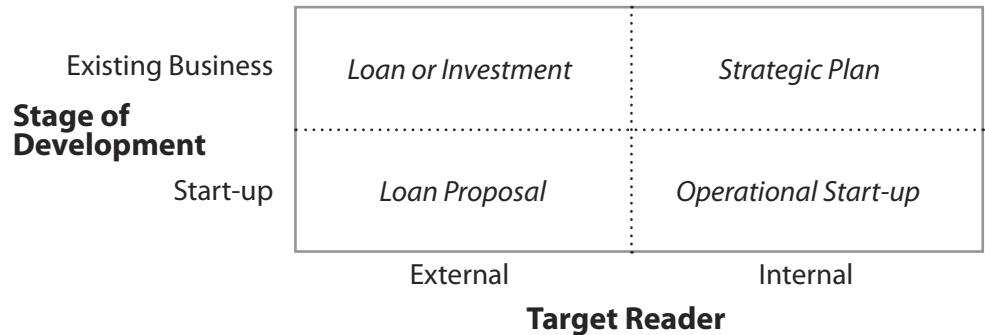 Existing Business
Loan or Investment
Strategic Plan
Stage of
Development
Start-up
Loan Proposal
Operational Start-up
External
Internal
Target Reader